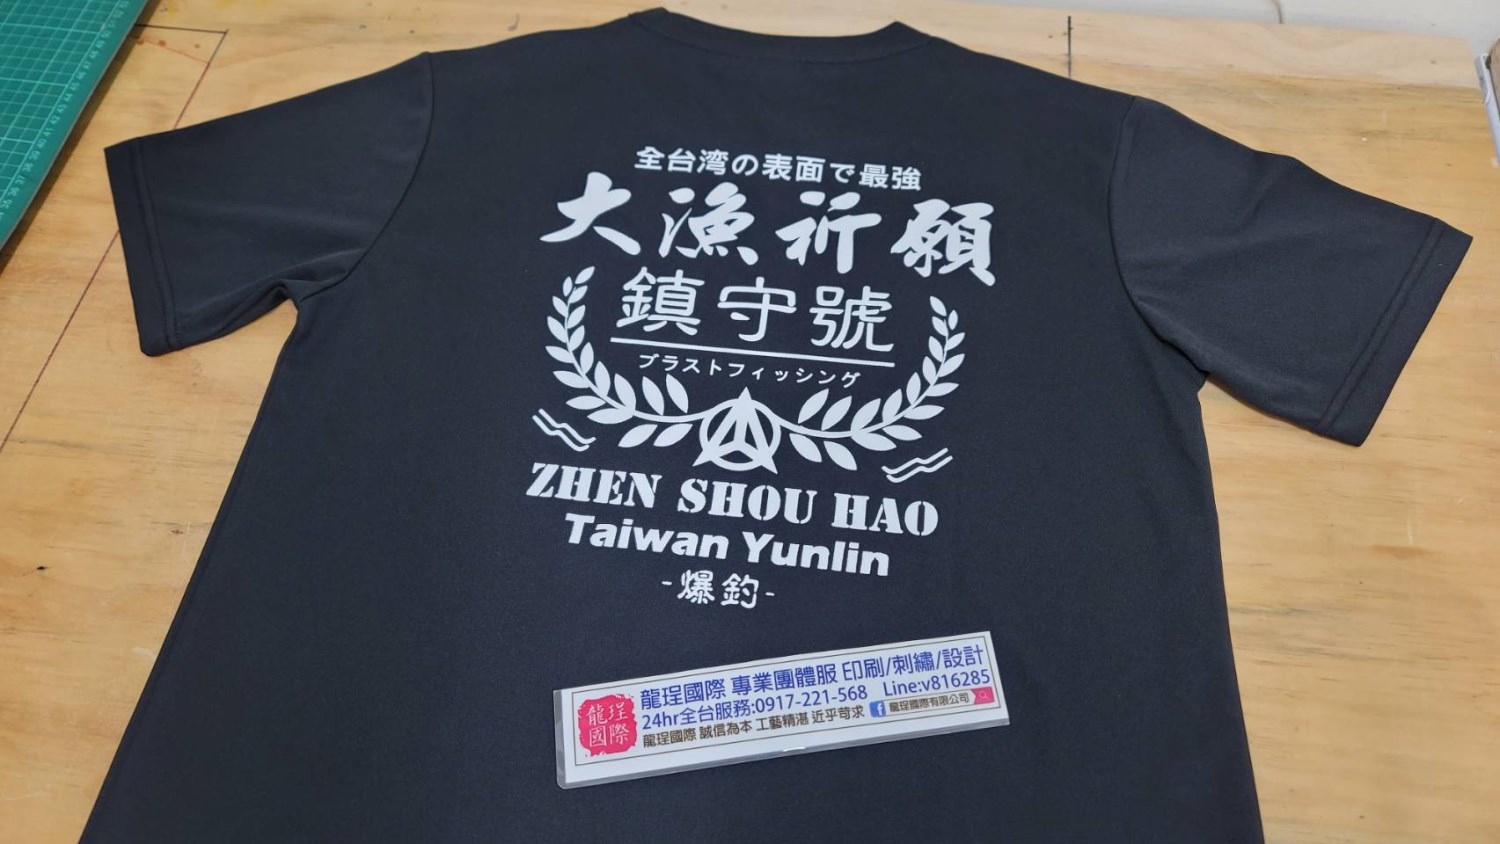 全台湾の表面で最強
大漁祈願
鎮守號
ブラストフィッシング
ZHEN SHOU HAO
Taiwan Yunlin
-爆釣-
龍珵國際
龍珵國際 專業團體服 印刷/刺繡/設計
24hr全台服務:0917-221-568 Line:v816285
龍珵國際 誠信為本 工藝精湛 近乎苛求 f 龍珵國際有限公司